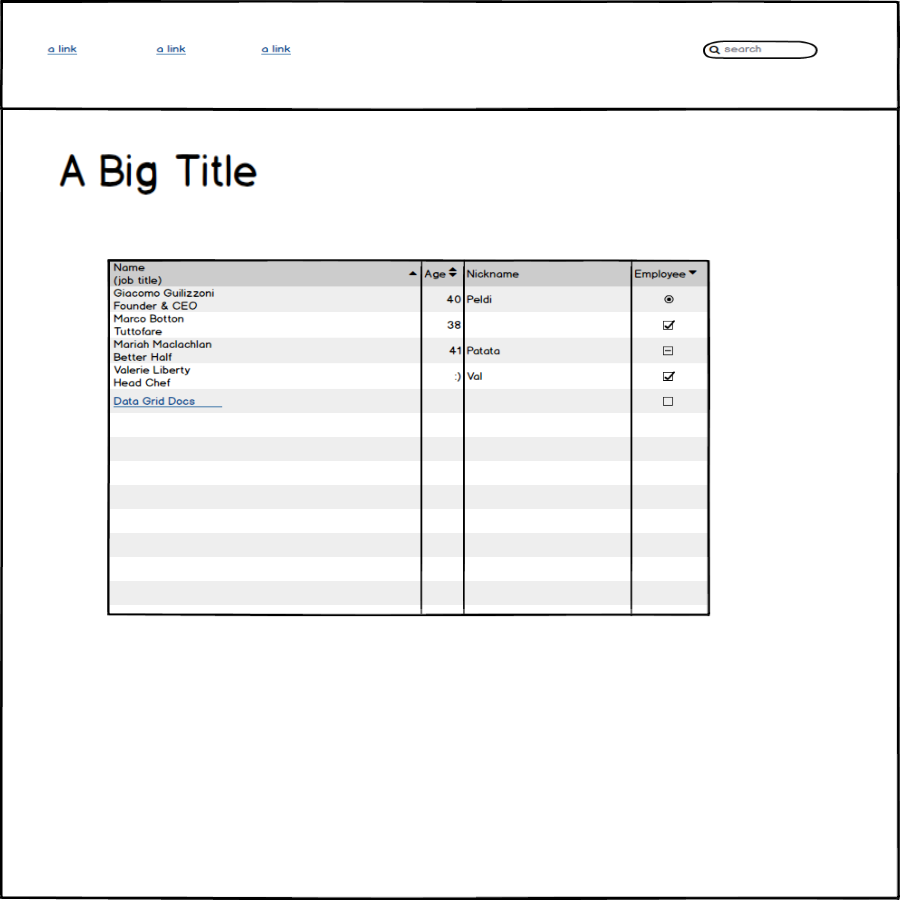 a link a link a link search
A Big Title
Name
(job title) Age Nickname Employee
Giacomo Guilizzoni
Founder & CEO 40 Peldi
Marco Botton
Tuttofare 38
Mariah Maclachlan
Better Half 41 Patata
Valerie Liberty
Head Chef :) Val
Data Grid Docs